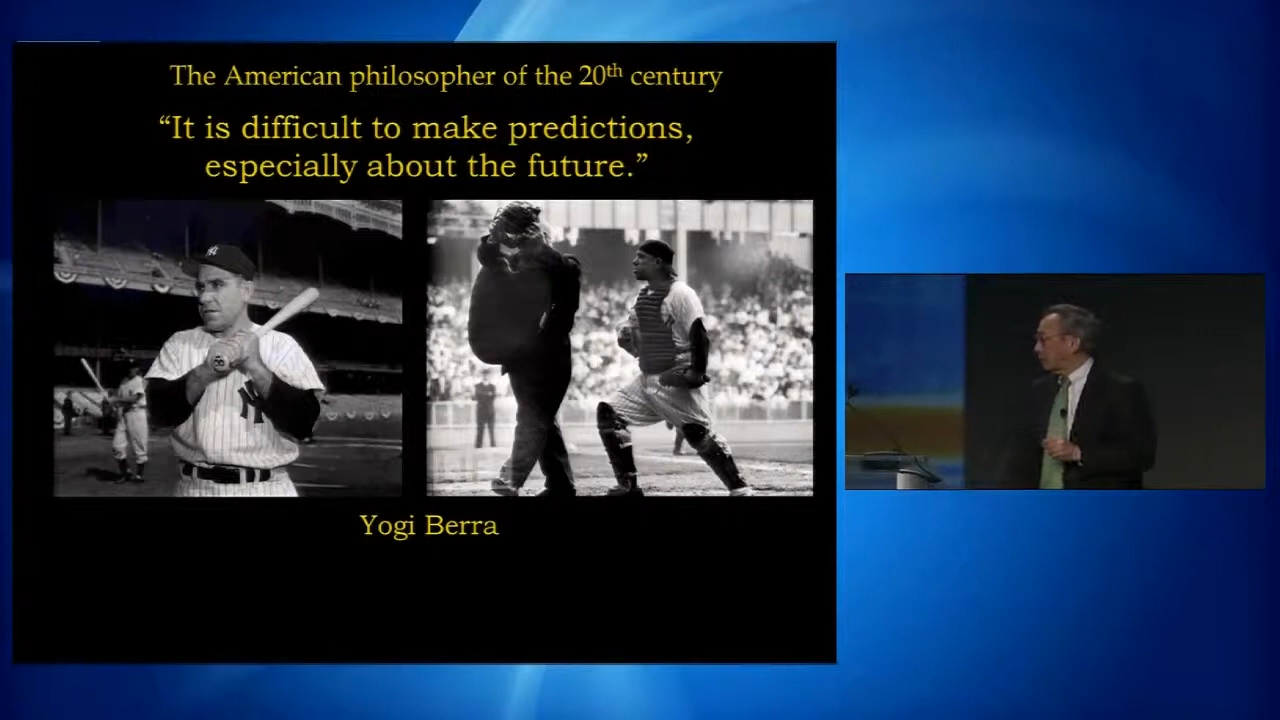 The American philosopher of the 20th century
“It is difficult to make predictions,
especially about the future.”
Yogi Berra